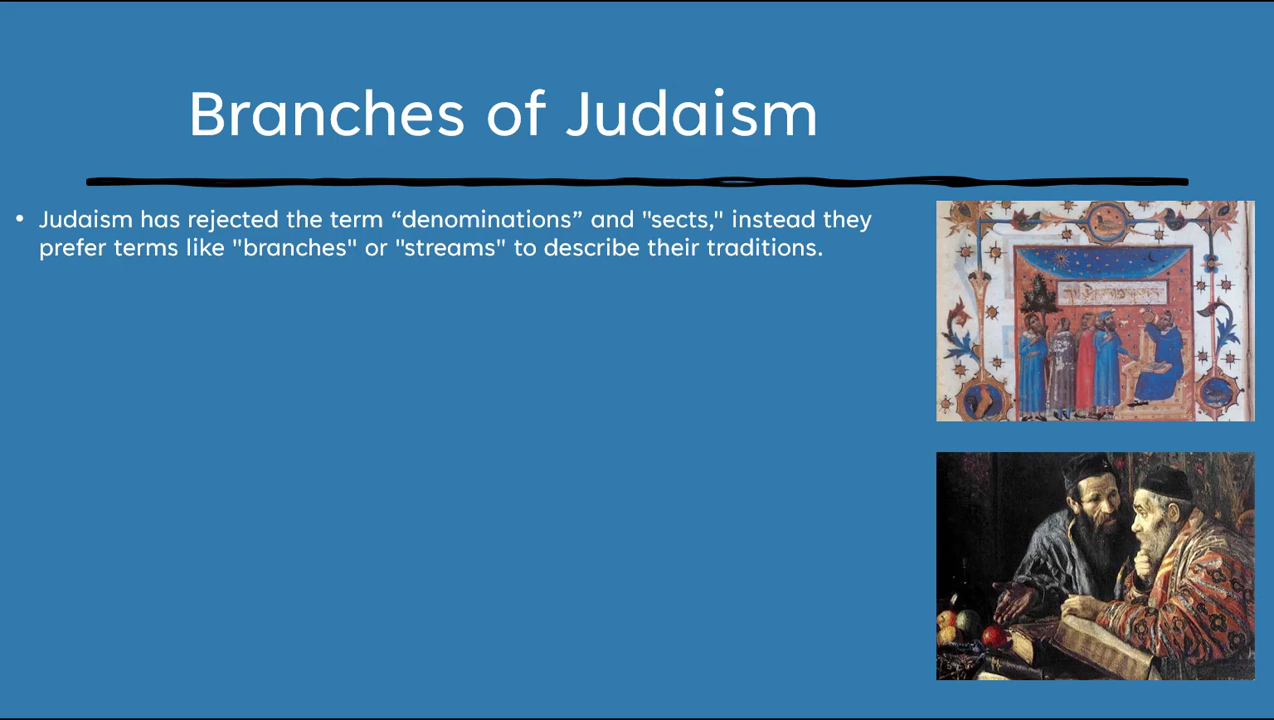 Branches of Judaism
• Judaism has rejected the term “denominations” and "sects," instead they
prefer terms like "branches" or "streams" to describe their traditions.